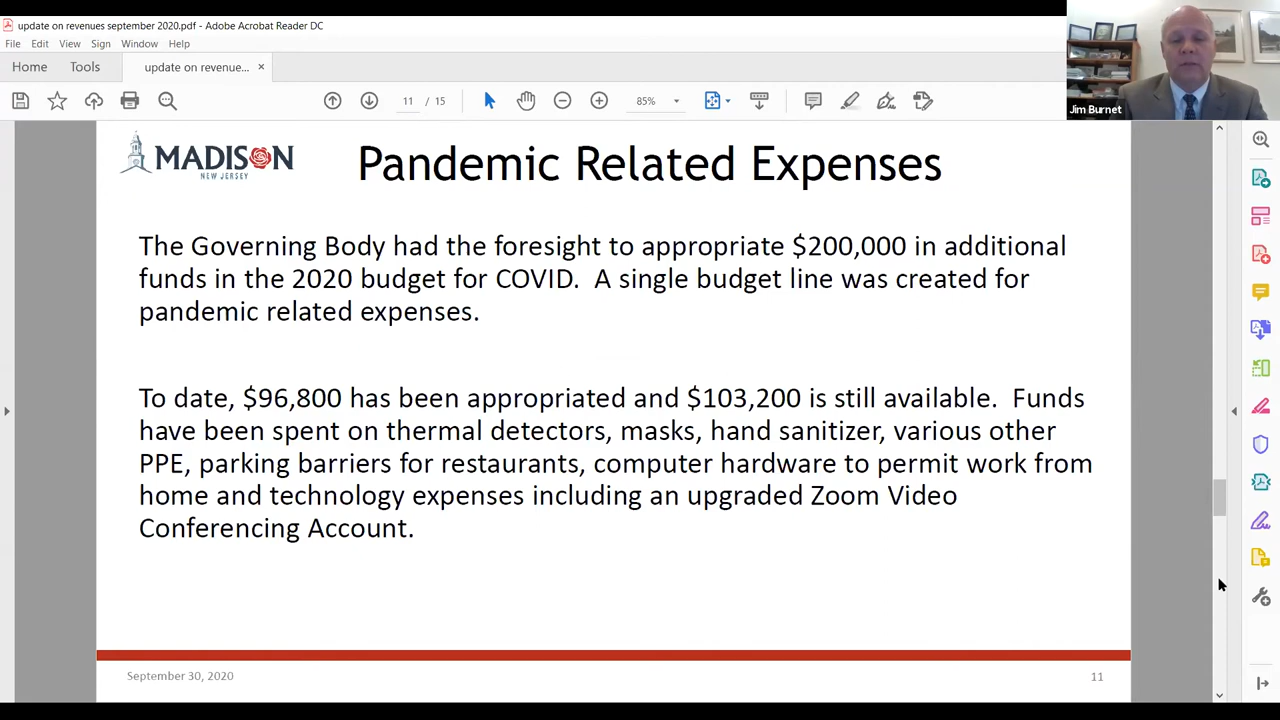 update on revenues september 2020.pdf - Adobe Acrobat Reader DC
File Edit View Sign Window Help
Home Tools update on revenue... ×
11 / 15 85%
Jim Burnet
MADISON
NEW JERSEY
Pandemic Related Expenses
The Governing Body had the foresight to appropriate $200,000 in additional
funds in the 2020 budget for COVID.  A single budget line was created for
pandemic related expenses.
To date, $96,800 has been appropriated and $103,200 is still available.  Funds
have been spent on thermal detectors, masks, hand sanitizer, various other
PPE, parking barriers for restaurants, computer hardware to permit work from
home and technology expenses including an upgraded Zoom Video
Conferencing Account.
September 30, 2020
11